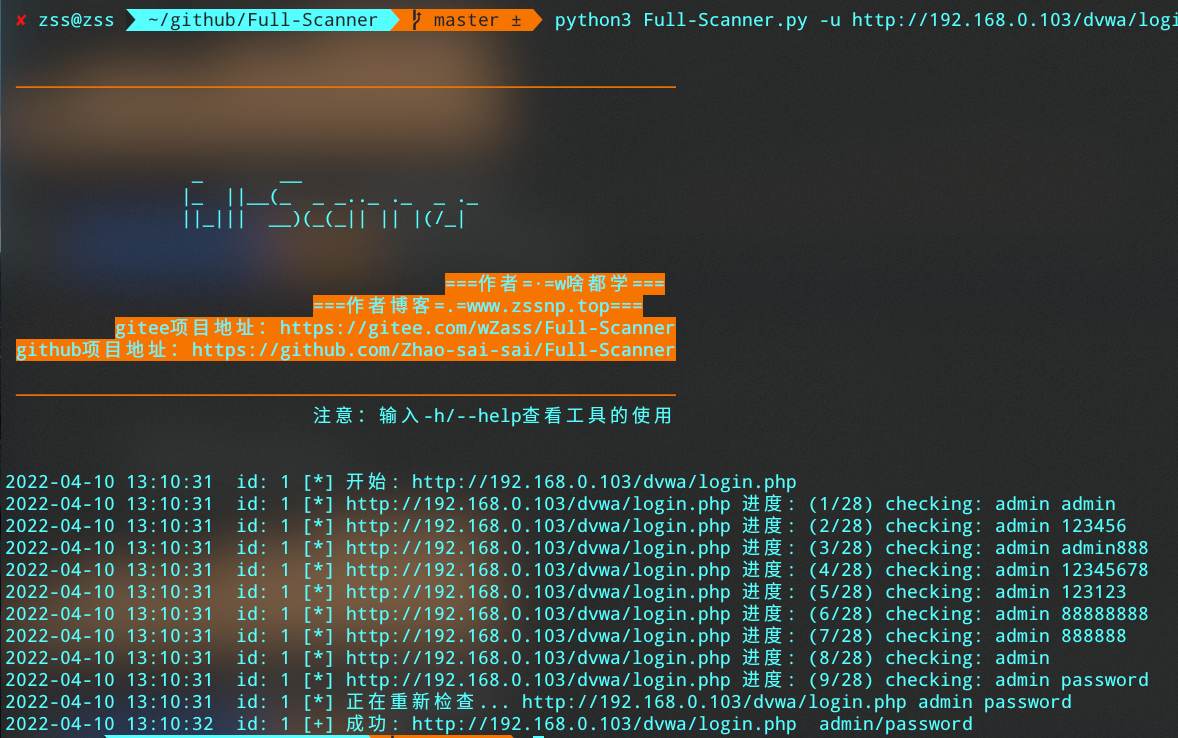 ✘ zss@zss ~/github/Full-Scanner master ± python3 Full-Scanner.py -u http://192.168.0.103/dvwa/logi
===作者=·=w啥都学===
===作者博客=.=www.zssnp.top===
gitee项目地址: https://gitee.com/wZass/Full-Scanner
github项目地址: https://github.com/Zhao-sai-sai/Full-Scanner
注意: 输入-h/--help查看工具的使用
2022-04-10 13:10:31 id: 1 [*] 开始: http://192.168.0.103/dvwa/login.php
2022-04-10 13:10:31 id: 1 [*] http://192.168.0.103/dvwa/login.php 进度: (1/28) checking: admin admin
2022-04-10 13:10:31 id: 1 [*] http://192.168.0.103/dvwa/login.php 进度: (2/28) checking: admin 123456
2022-04-10 13:10:31 id: 1 [*] http://192.168.0.103/dvwa/login.php 进度: (3/28) checking: admin admin888
2022-04-10 13:10:31 id: 1 [*] http://192.168.0.103/dvwa/login.php 进度: (4/28) checking: admin 12345678
2022-04-10 13:10:31 id: 1 [*] http://192.168.0.103/dvwa/login.php 进度: (5/28) checking: admin 123123
2022-04-10 13:10:31 id: 1 [*] http://192.168.0.103/dvwa/login.php 进度: (6/28) checking: admin 88888888
2022-04-10 13:10:31 id: 1 [*] http://192.168.0.103/dvwa/login.php 进度: (7/28) checking: admin 888888
2022-04-10 13:10:31 id: 1 [*] http://192.168.0.103/dvwa/login.php 进度: (8/28) checking: admin
2022-04-10 13:10:31 id: 1 [*] http://192.168.0.103/dvwa/login.php 进度: (9/28) checking: admin password
2022-04-10 13:10:31 id: 1 [*] 正在重新检查... http://192.168.0.103/dvwa/login.php admin password
2022-04-10 13:10:32 id: 1 [+] 成功: http://192.168.0.103/dvwa/login.php admin/password